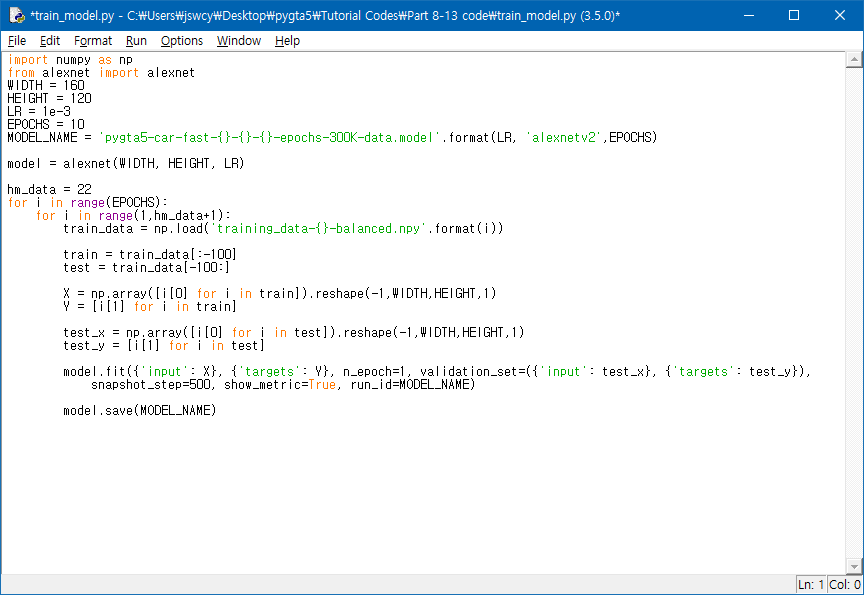 *train_model.py - C:₩Users₩jswcy₩Desktop₩pygta5₩Tutorial Codes₩Part 8-13 code₩train_model.py (3.5.0)*
File Edit Format Run Options Window Help
import numpy as np
from alexnet import alexnet
WIDTH = 160
HEIGHT = 120
LR = 1e-3
EPOCHS = 10
MODEL_NAME = 'pygta5-car-fast-{}-{}-{}-epochs-300K-data.model'.format(LR, 'alexnetv2',EPOCHS)
model = alexnet(WIDTH, HEIGHT, LR)
hm_data = 22
for i in range(EPOCHS):
    for i in range(1,hm_data+1):
        train_data = np.load('training_data-{}-balanced.npy'.format(i))
        train = train_data[:-100]
        test = train_data[-100:]
        X = np.array([i[0] for i in train]).reshape(-1,WIDTH,HEIGHT,1)
        Y = [i[1] for i in train]
        test_x = np.array([i[0] for i in test]).reshape(-1,WIDTH,HEIGHT,1)
        test_y = [i[1] for i in test]
        model.fit({'input': X}, {'targets': Y}, n_epoch=1, validation_set=({'input': test_x}, {'targets': test_y}),
            snapshot_step=500, show_metric=True, run_id=MODEL_NAME)
        model.save(MODEL_NAME)
Ln: 1 Col: 0